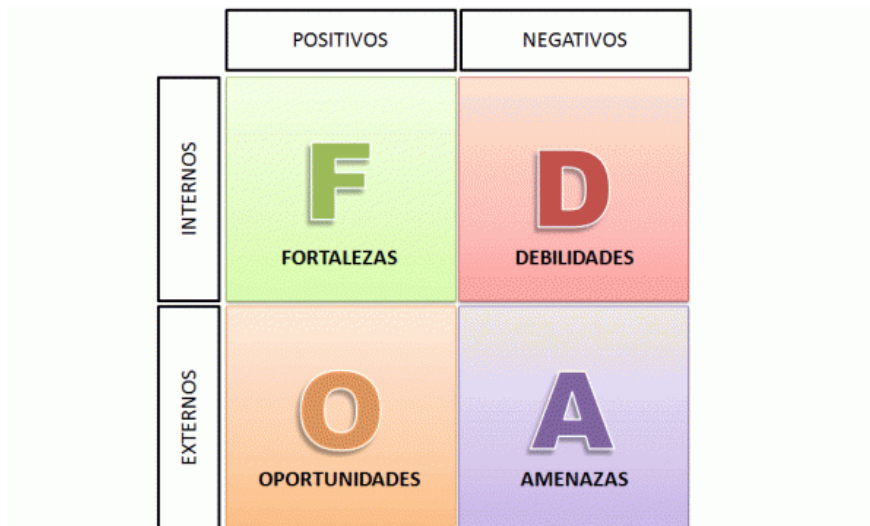 POSITIVOS
NEGATIVOS
INTERNOS
F
FORTALEZAS
D
DEBILIDADES
EXTERNOS
O
OPORTUNIDADES
A
AMENAZAS